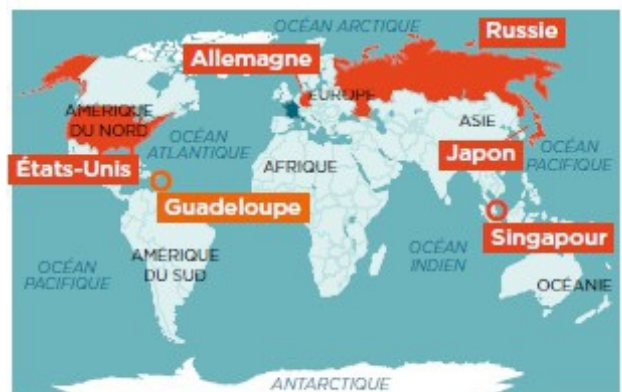 OCÉAN ARCTIQUE
Russie
Allemagne
EUROPE
AMÉRIQUE
DU NORD
ASIE
OCÉAN
ATLANTIQUE
OCÉAN
PACIFIQUE
Japon
AFRIQUE
États-Unis
Guadeloupe
Singapour
AMÉRIQUE
DU SUD
OCÉAN
INDIEN
OCÉAN
PACIFIQUE
OCÉANIE
ANTARCTIQUE